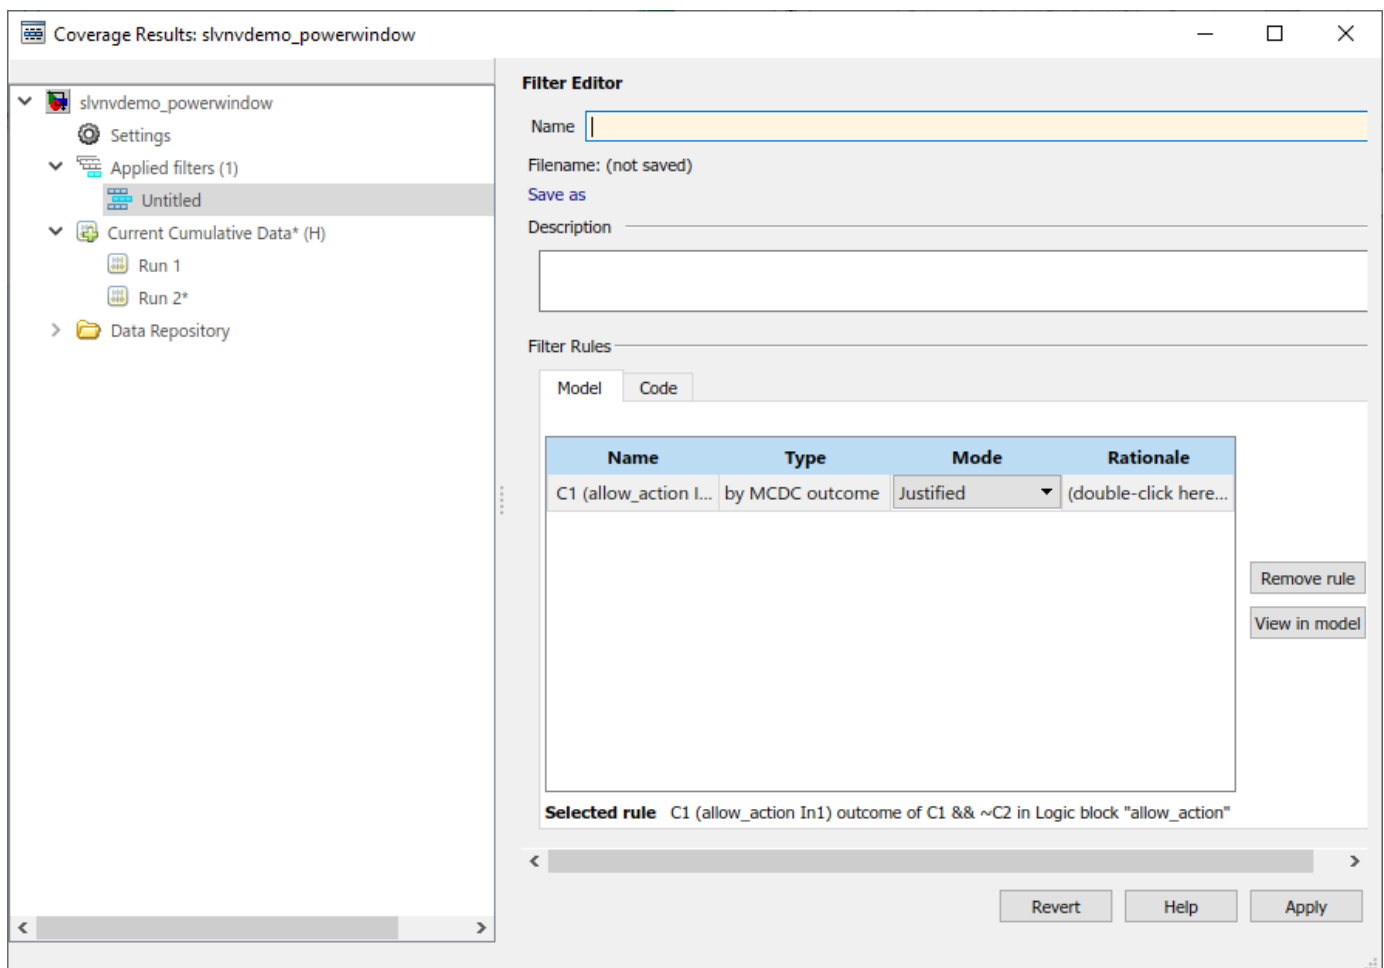 Coverage Results: slvnvdemo_powerwindow
slvnvdemo_powerwindow
Settings
Applied filters (1)
Untitled
Current Cumulative Data* (H)
Run 1
Run 2*
Data Repository
Filter Editor
Name
Filename: (not saved)
Save as
Description
Filter Rules
Model Code
Name Type Mode Rationale
C1 (allow_action I... by MCDC outcome Justified (double-click here...
Remove rule
View in model
Selected rule C1 (allow_action In1) outcome of C1 && ~C2 in Logic block "allow_action"
Revert Help Apply